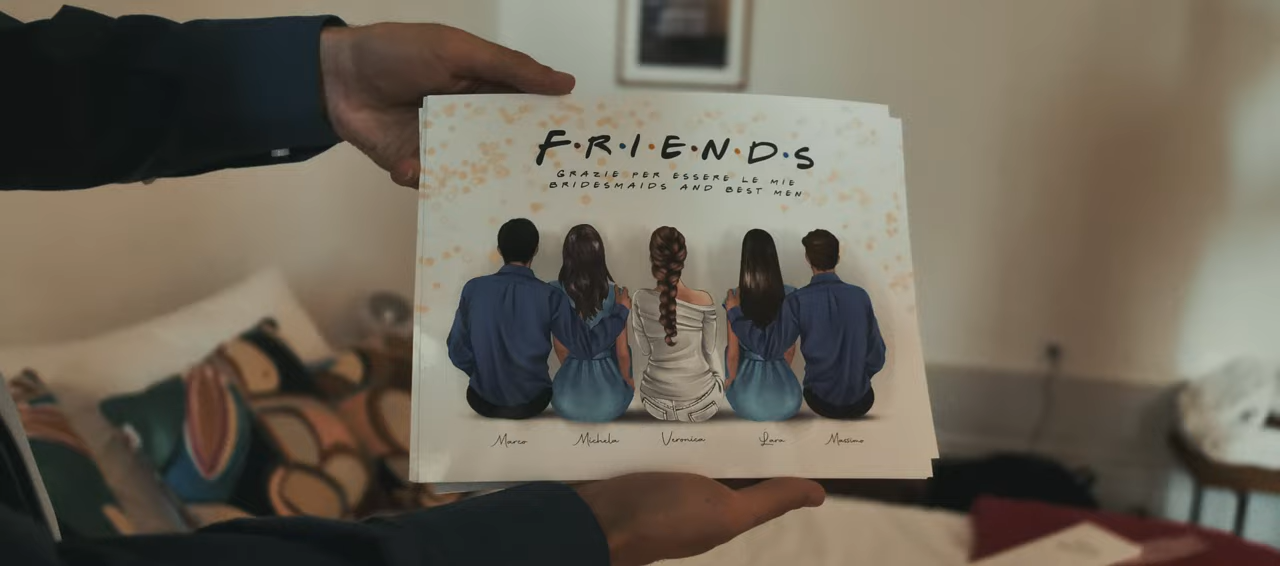 F·R·I·E·N·D·S
GRAZIE PER ESSERE LE MIE
BRIDESMAIDS AND BEST MEN
Marco Michela Veronica Lara Massimo